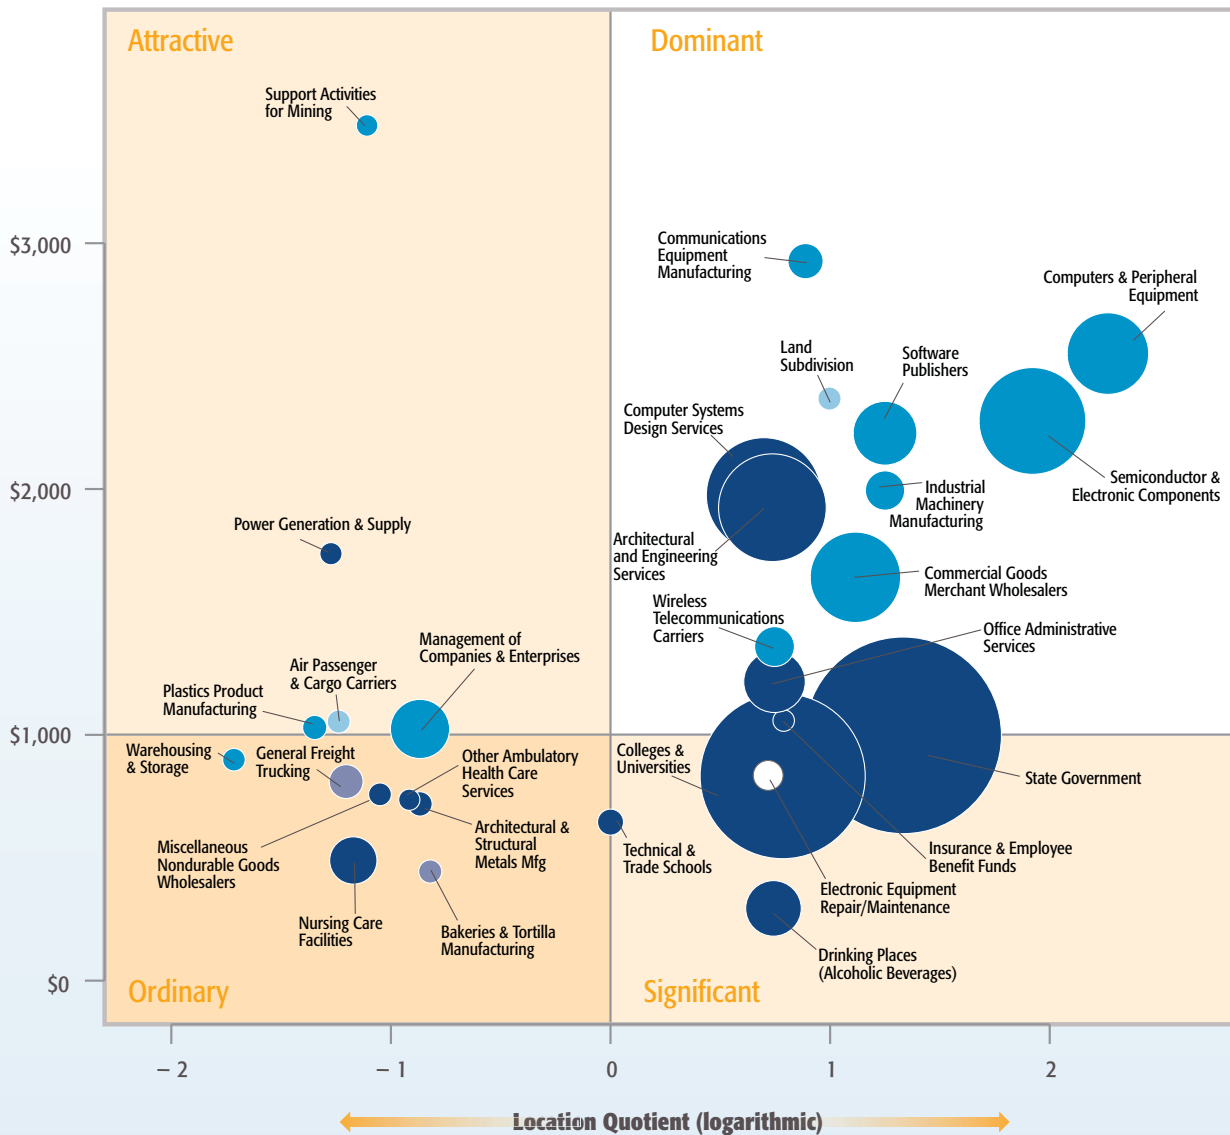 Attractive
Dominant
Support Activities
for Mining
Communications
Equipment
Manufacturing
$3,000
Computers & Peripheral
Equipment
Land
Subdivision
Software
Publishers
Computer Systems
Design Services
Semiconductor &
Electronic Components
$2,000
Industrial
Machinery
Manufacturing
Power Generation & Supply
Architectural
and Engineering
Services
Commercial Goods
Merchant Wholesalers
Wireless
Telecommunications
Carriers
Office Administrative
Services
Management of
Companies & Enterprises
Air Passenger
& Cargo Carriers
Plastics Product
Manufacturing
$1,000
Warehousing
& Storage
General Freight
Trucking
Other Ambulatory
Health Care
Services
Colleges &
Universities
State Government
Architectural &
Structural
Metals Mfg
Miscellaneous
Nondurable Goods
Wholesalers
Technical &
Trade Schools
Insurance & Employee
Benefit Funds
Electronic Equipment
Repair/Maintenance
Nursing Care
Facilities
Bakeries & Tortilla
Manufacturing
Drinking Places
(Alcoholic Beverages)
$0
Ordinary
Significant
– 2 – 1 0 1 2
Location Quotient (logarithmic)